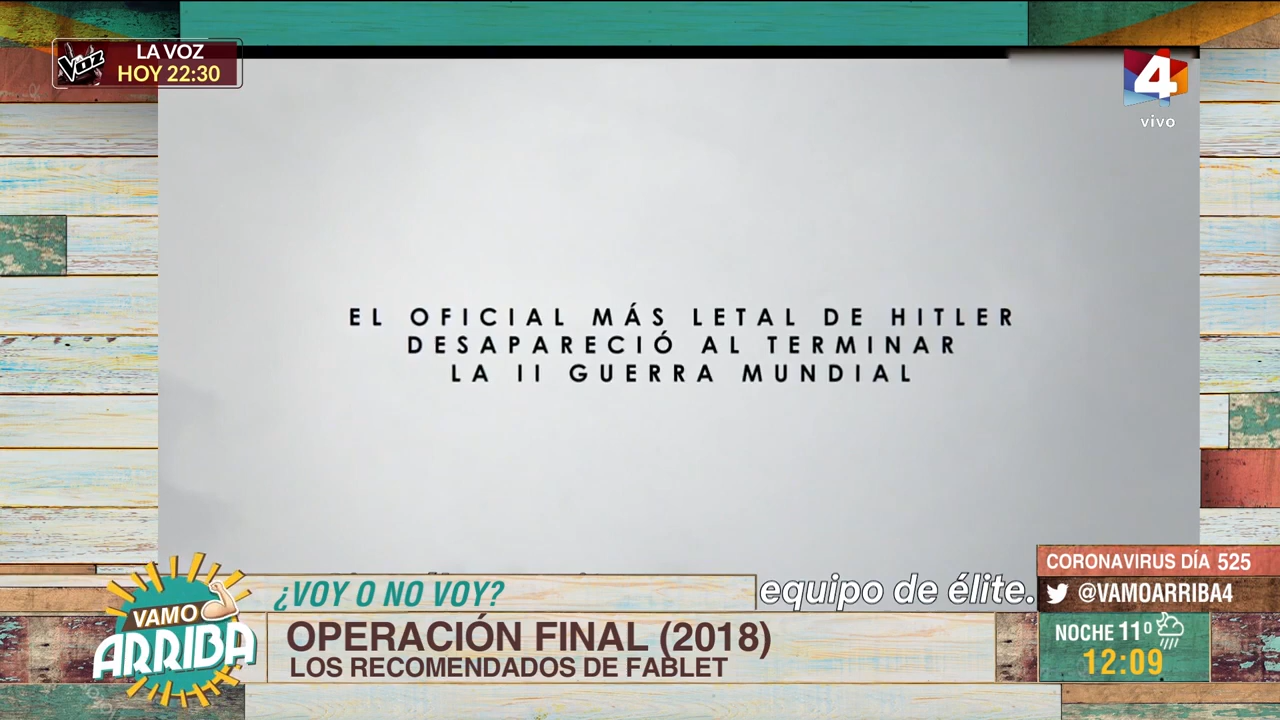 LA VOZ
HOY 22:30
Voz
4
vivo
EL OFICIAL MÁS LETAL DE HITLER
DESAPARECIÓ AL TERMINAR
LA II GUERRA MUNDIAL
CORONAVIRUS DÍA 525
¿VOY O NO VOY?
equipo de élite.
@VAMOARRIBA4
VAMO
ARRIBA
OPERACIÓN FINAL (2018)
LOS RECOMENDADOS DE FABLET
NOCHE 11º
12:09